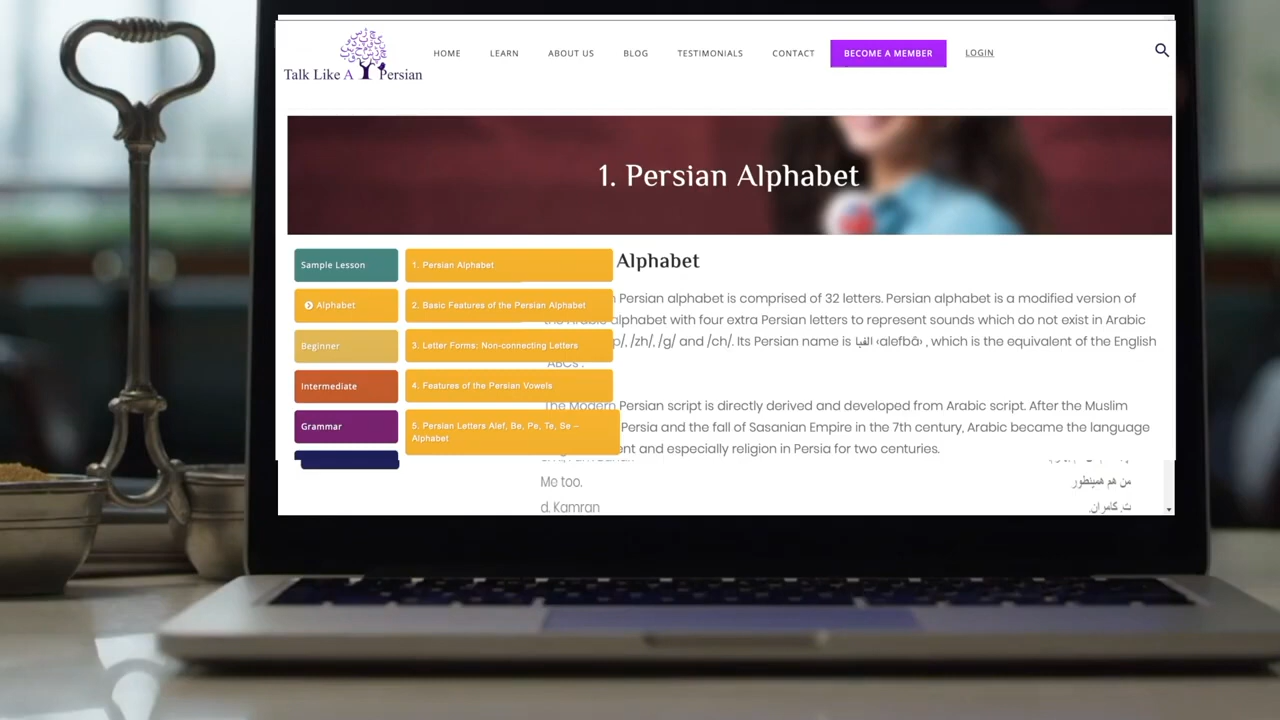 Talk Like A Persian
HOME LEARN ABOUT US BLOG TESTIMONIALS CONTACT BECOME A MEMBER LOGIN
1. Persian Alphabet
Sample Lesson
Alphabet
Beginner
Intermediate
Grammar
1. Persian Alphabet
2. Basic Features of the Persian Alphabet
3. Letter Forms: Non-connecting Letters
4. Features of the Persian Vowels
5. Persian Letters Alef, Be, Pe, Te, Se –
Alphabet
Alphabet
Persian alphabet is comprised of 32 letters. Persian alphabet is a modified version of
alphabet with four extra Persian letters to represent sounds which do not exist in Arabic
/zh/, /g/ and /ch/. Its Persian name is الفبا ‹alefbá› , which is the equivalent of the English
ABCs .
The Modern Persian script is directly derived and developed from Arabic script. After the Muslim
Persia and the fall of Sasanian Empire in the 7th century, Arabic became the language
and especially religion in Persia for two centuries.
Me too. من هم همینطور
d. Kamran ت. کامران.